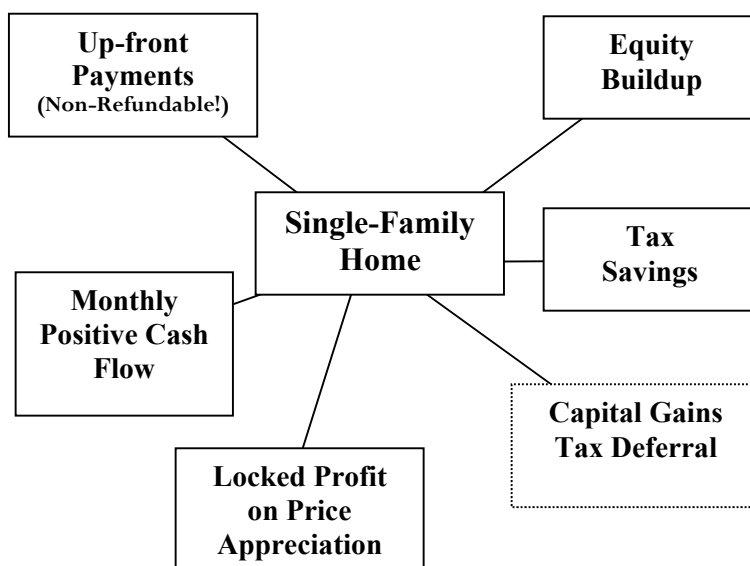 Up-front
Payments
(Non-Refundable!)
Equity
Buildup
Single-Family
Home
Tax
Savings
Monthly
Positive Cash
Flow
Capital Gains
Tax Deferral
Locked Profit
on Price
Appreciation